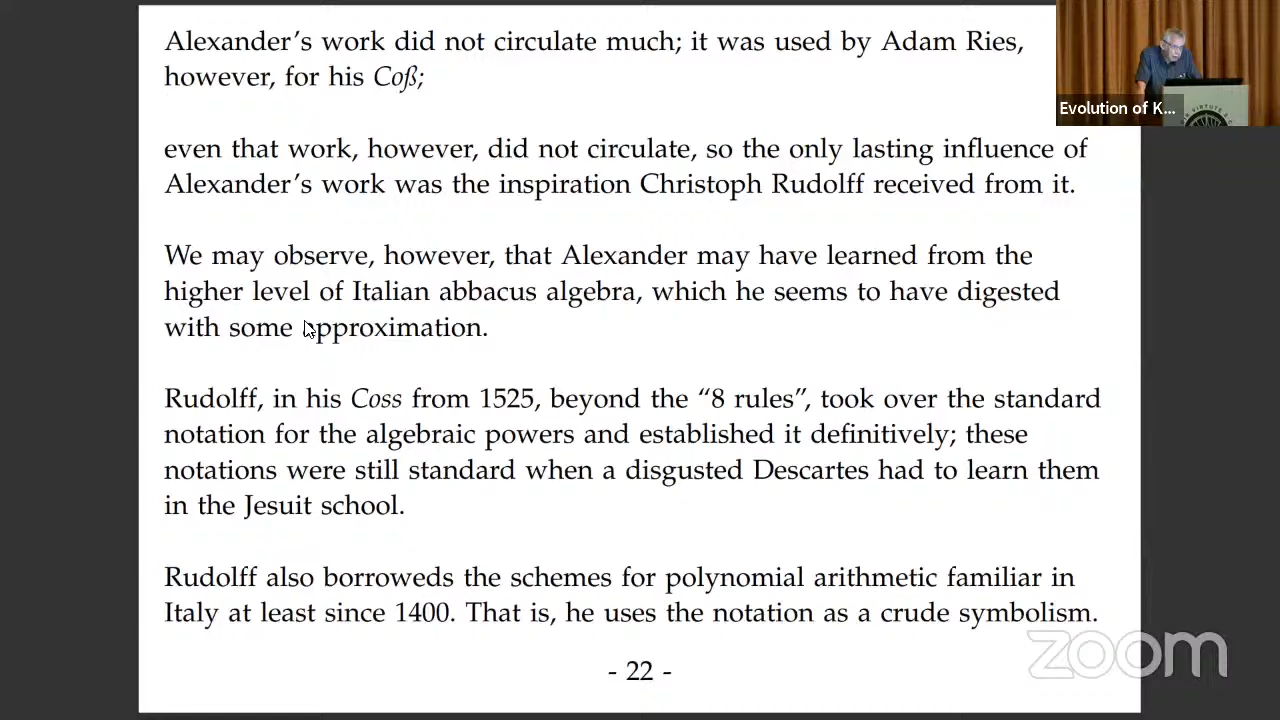 Alexander’s work did not circulate much; it was used by Adam Ries,
however, for his Coß;
even that work, however, did not circulate, so the only lasting influence of
Alexander’s work was the inspiration Christoph Rudolff received from it.
We may observe, however, that Alexander may have learned from the
higher level of Italian abbacus algebra, which he seems to have digested
with some approximation.
Rudolff, in his Coss from 1525, beyond the “8 rules”, took over the standard
notation for the algebraic powers and established it definitively; these
notations were still standard when a disgusted Descartes had to learn them
in the Jesuit school.
Rudolff also borroweds the schemes for polynomial arithmetic familiar in
Italy at least since 1400. That is, he uses the notation as a crude symbolism.
- 22 -
Evolution of K...
zoom